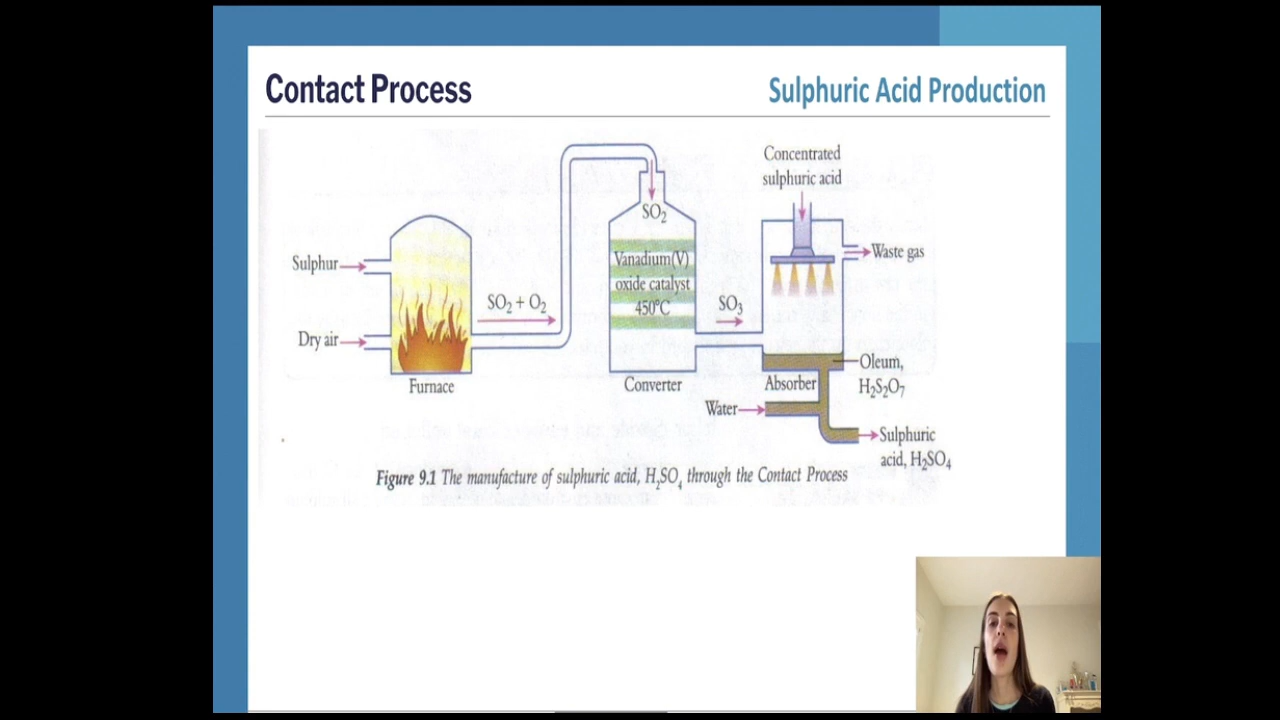 Contact Process
Sulphuric Acid Production
Concentrated
sulphuric acid
SO₂
Sulphur
Waste gas
Vanadium(V)
oxide catalyst
450°C
SO₂ + O₂
SO₃
Dry air
Furnace
Converter
Absorber
Oleum,
H₂S₂O₇
Water
Sulphuric
acid, H₂SO₄
Figure 9.1 The manufacture of sulphuric acid, H₂SO₄ through the Contact Process